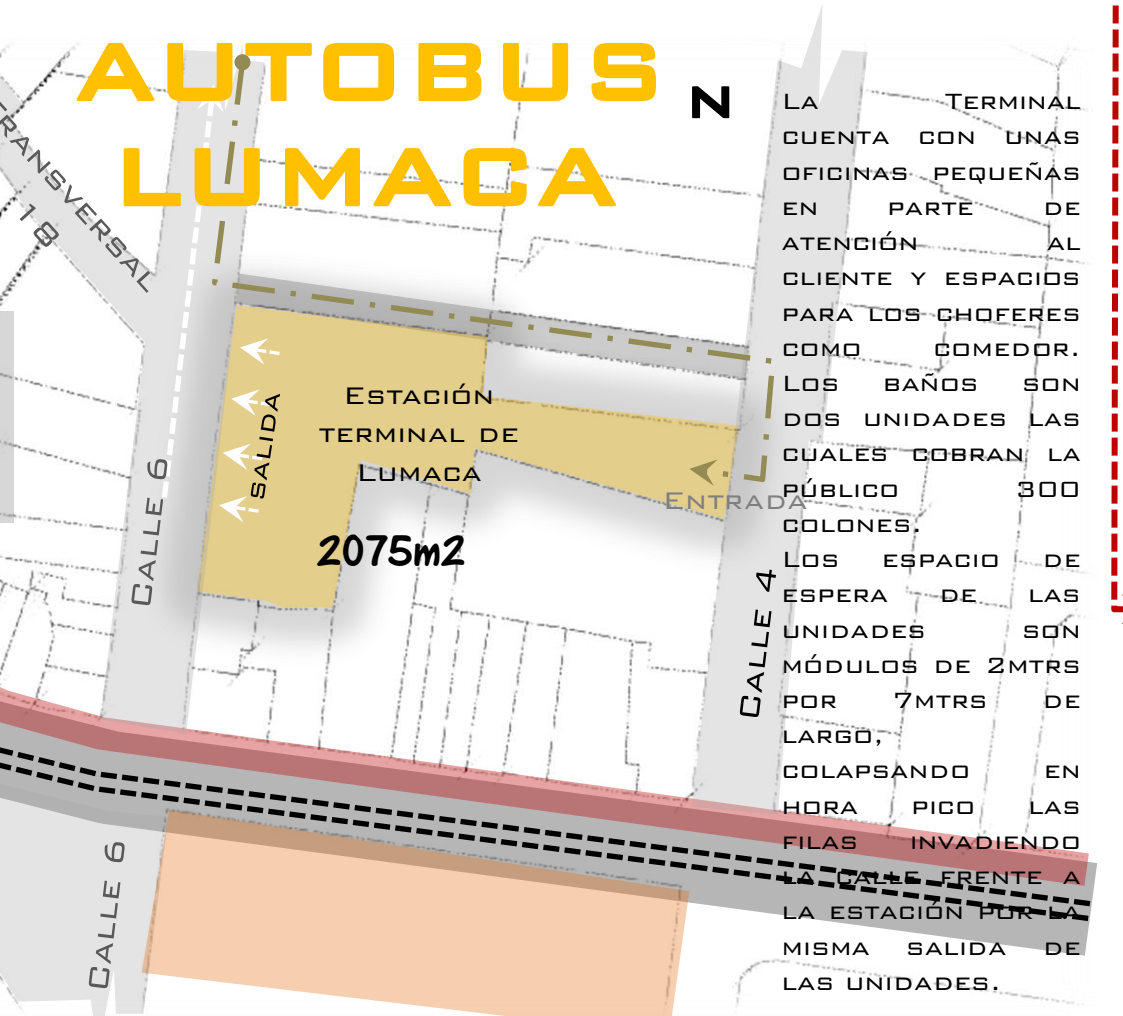 AUTOBUS
LUMACA
N
TRANSVERSAL
18
ESTACIÓN
TERMINAL DE
LUMACA
2075m2
SALIDA
ENTRADA
CALLE 6
CALLE 4
CALLE 6
LA TERMINAL
CUENTA CON UNAS
OFICINAS PEQUEÑAS
EN PARTE DE
ATENCIÓN AL
CLIENTE Y ESPACIOS
PARA LOS CHOFERES
COMO COMEDOR.
LOS BAÑOS SON
DOS UNIDADES LAS
CUALES COBRAN LA
PÚBLICO 300
COLONES.
LOS ESPACIO DE
ESPERA DE LAS
UNIDADES SON
MÓDULOS DE 2MTRS
POR 7MTRS DE
LARGO,
COLAPSANDO EN
HORA PICO LAS
FILAS INVADIENDO
LA CALLE FRENTE A
LA ESTACIÓN POR LA
MISMA SALIDA DE
LAS UNIDADES.